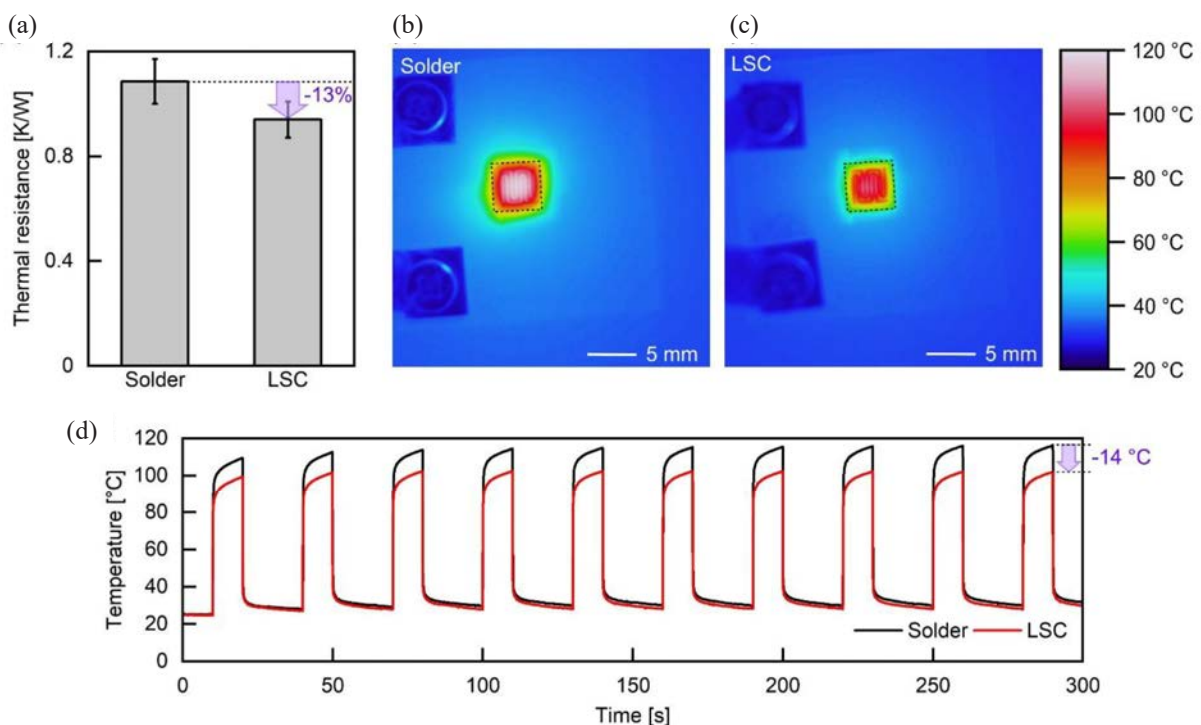 (a)
Thermal resistance [K/W]
1.2
0.8
0.4
0
-13%
Solder
LSC
(b)
Solder
5 mm
(c)
LSC
5 mm
120 °C
100 °C
80 °C
60 °C
40 °C
20 °C
(d)
Temperature [°C]
120
100
80
60
40
20
0
-14 °C
Solder
LSC
0
50
100
150
200
250
300
Time [s]